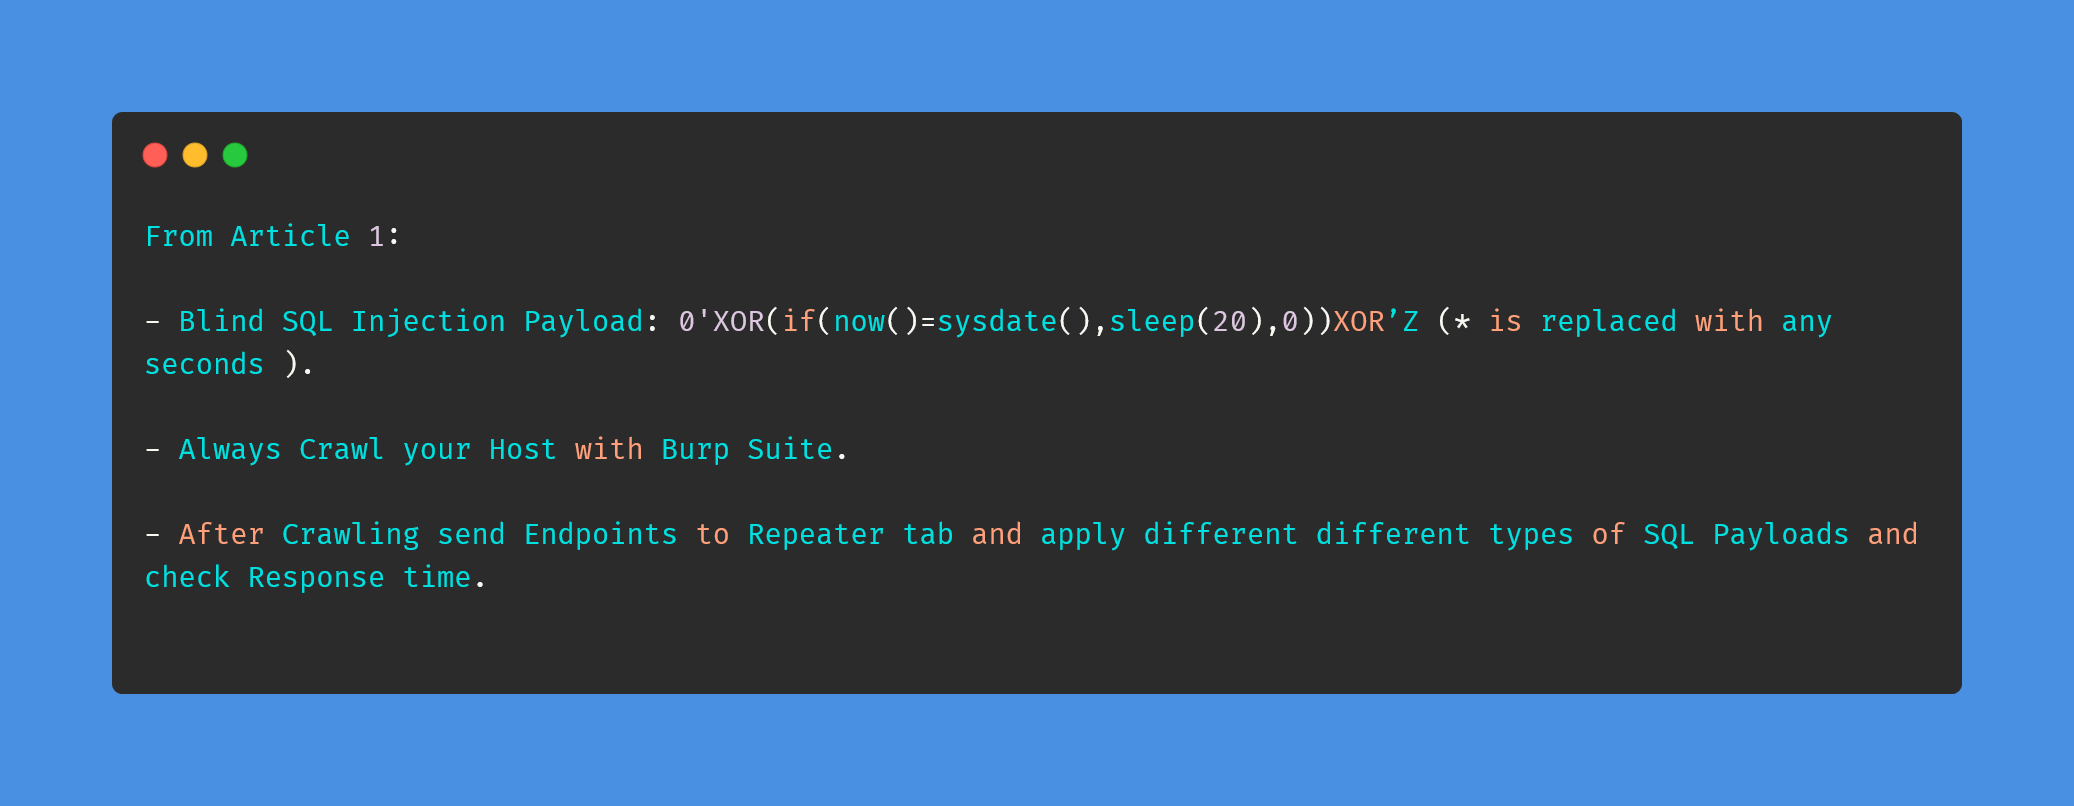 From Article 1:
- Blind SQL Injection Payload: 0'XOR(if(now()=sysdate(),sleep(20),0))XOR’Z (* is replaced with any
seconds ).
- Always Crawl your Host with Burp Suite.
- After Crawling send Endpoints to Repeater tab and apply different different types of SQL Payloads and
check Response time.